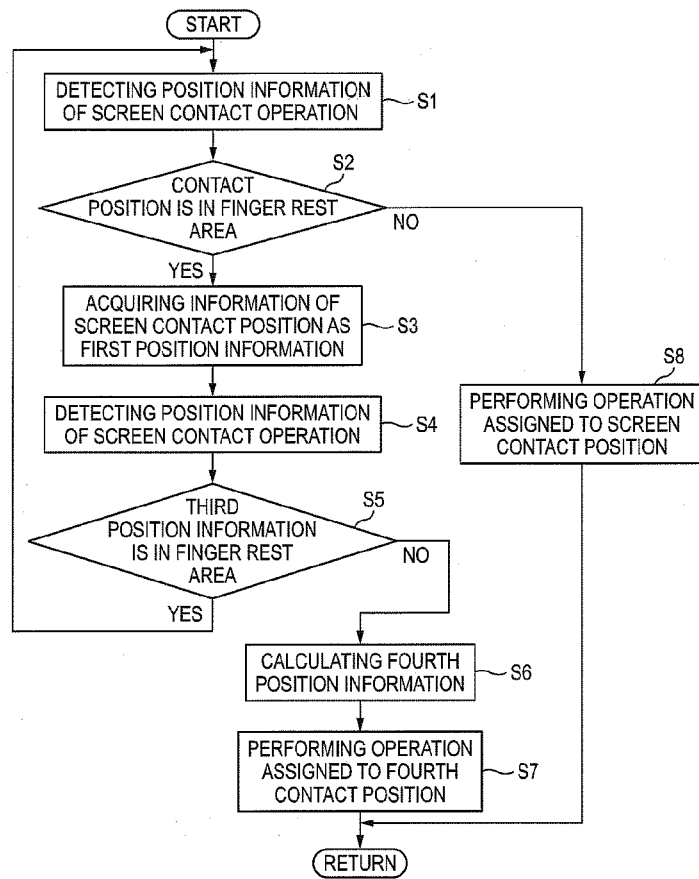 START
DETECTING POSITION INFORMATION
OF SCREEN CONTACT OPERATION
S1
S2
CONTACT
POSITION IS IN FINGER REST
AREA
NO
YES
ACQUIRING INFORMATION OF
SCREEN CONTACT POSITION AS
FIRST POSITION INFORMATION
S3
S8
PERFORMING OPERATION
ASSIGNED TO SCREEN
CONTACT POSITION
DETECTING POSITION INFORMATION
OF SCREEN CONTACT OPERATION
S4
S5
THIRD
POSITION INFORMATION
IS IN FINGER REST
AREA
NO
YES
CALCULATING FOURTH
POSITION INFORMATION
S6
PERFORMING OPERATION
ASSIGNED TO FOURTH
CONTACT POSITION
S7
RETURN